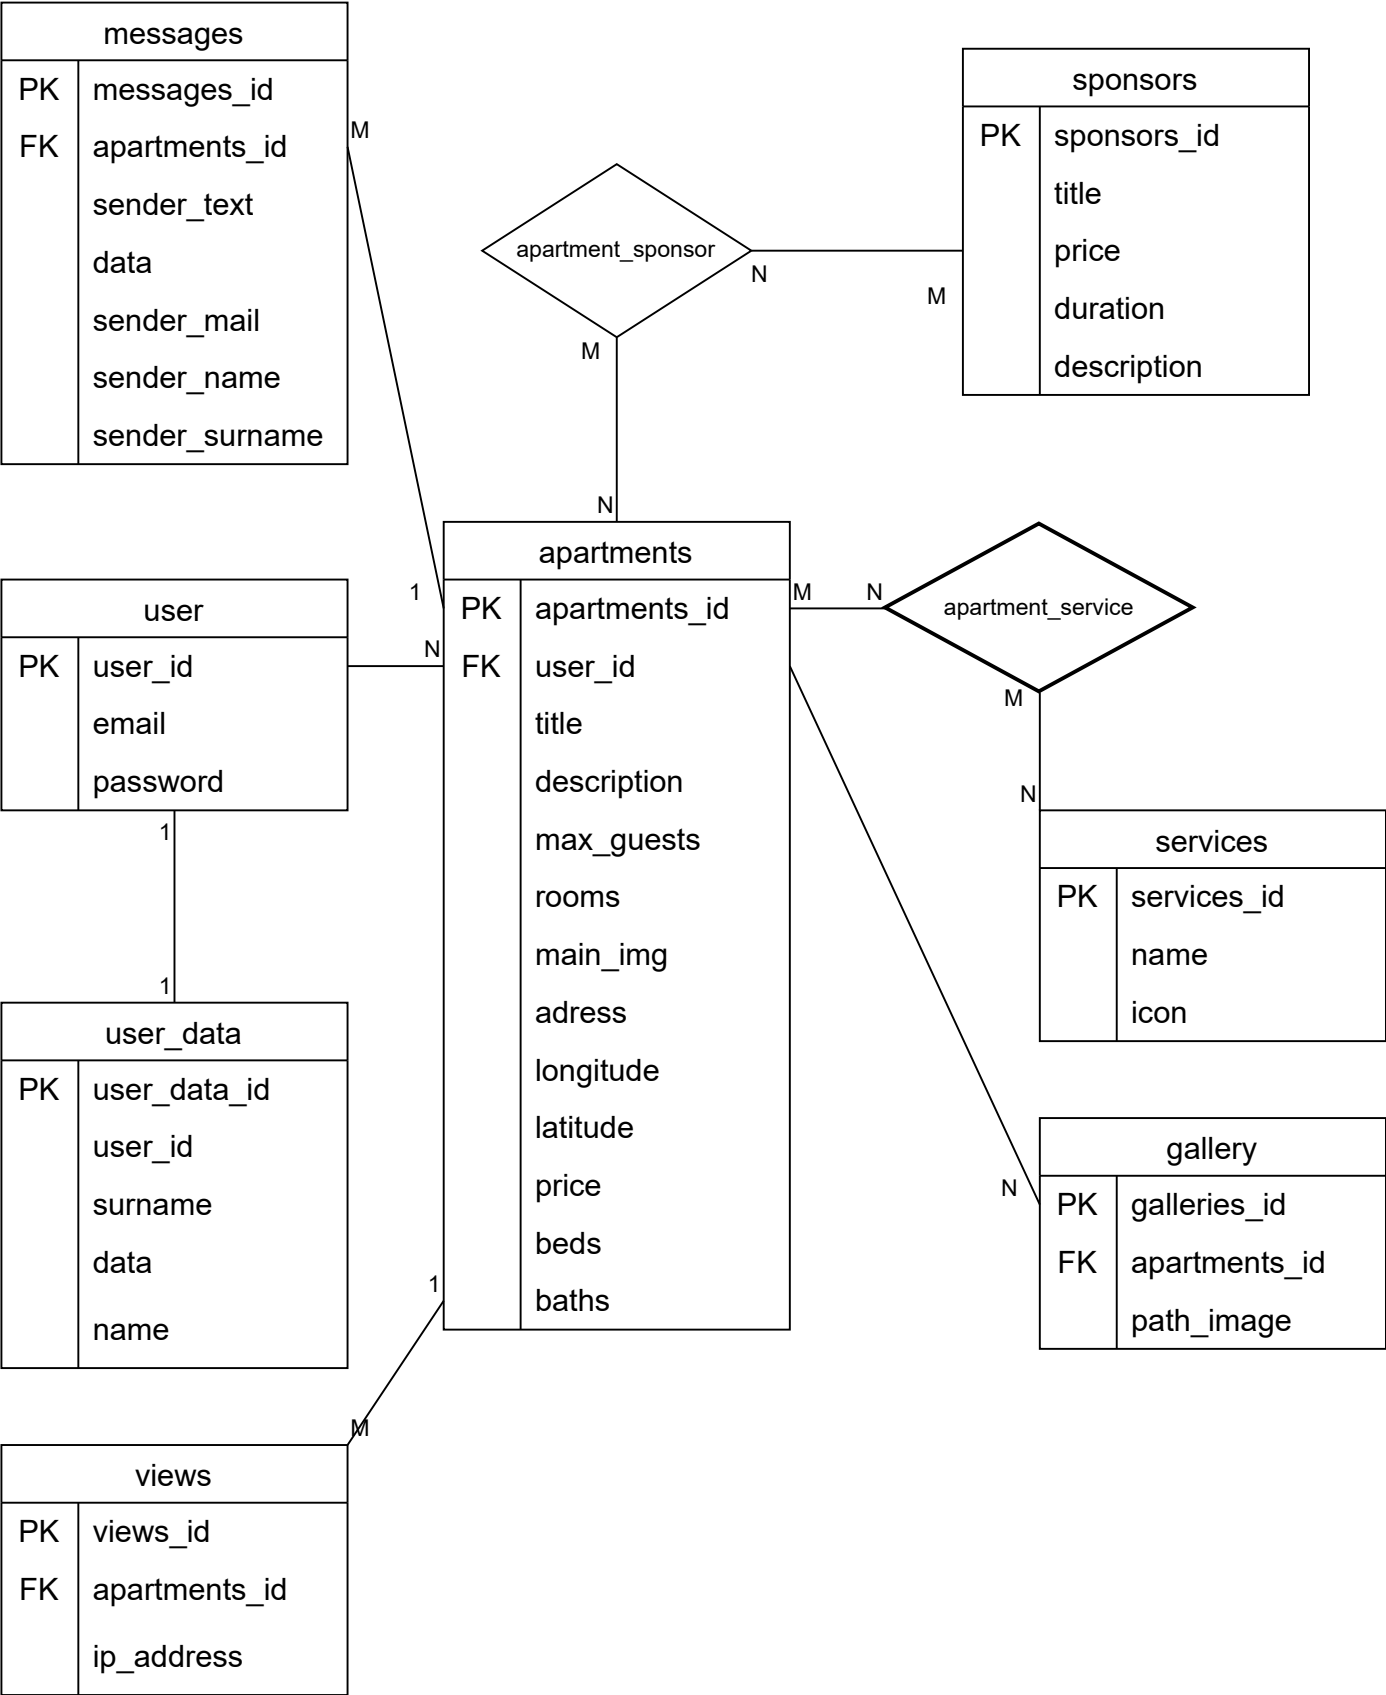 messages
PK messages_id
FK apartments_id
sender_text
data
sender_mail
sender_name
sender_surname
M
1
sponsors
PK sponsors_id
title
price
duration
description
apartment_sponsor
N
M
M
N
user
PK user_id
email
password
N
1
1
apartments
PK apartments_id
FK user_id
title
description
max_guests
rooms
main_img
adress
longitude
latitude
price
beds
baths
M
N
apartment_service
M
N
services
PK services_id
name
icon
user_data
PK user_data_id
user_id
surname
data
name
N
gallery
PK galleries_id
FK apartments_id
path_image
1
M
views
PK views_id
FK apartments_id
ip_address